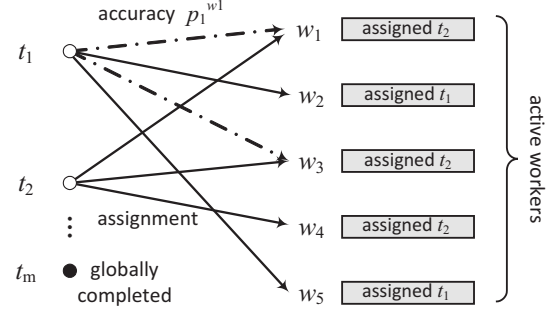 accuracy p₁ʷ¹
t₁
w₁ assigned t₂
w₂ assigned t₁
w₃ assigned t₂
active workers
t₂
assignment
w₄ assigned t₂
⋮
tₘ
globally
completed
w₅ assigned t₁